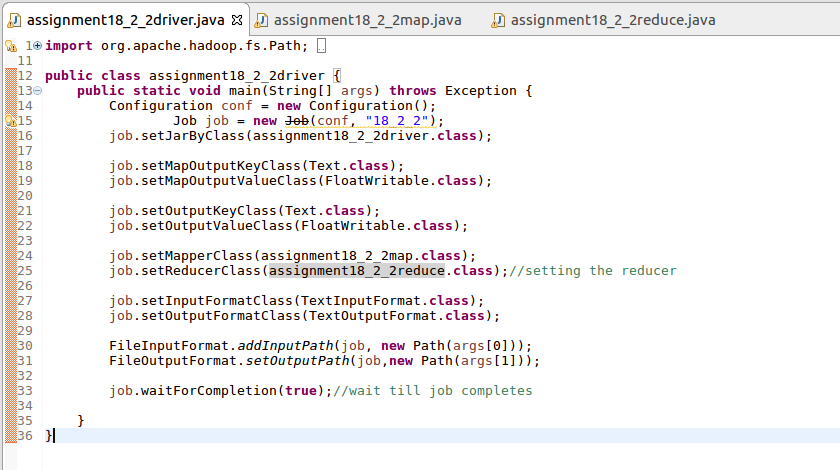 assignment18_2_2driver.java assignment18_2_2map.java assignment18_2_2reduce.java
1 import org.apache.hadoop.fs.Path;
11
12 public class assignment18_2_2driver {
13     public static void main(String[] args) throws Exception {
14         Configuration conf = new Configuration();
15                 Job job = new Job(conf, "18_2_2");
16         job.setJarByClass(assignment18_2_2driver.class);
17
18         job.setMapOutputKeyClass(Text.class);
19         job.setMapOutputValueClass(FloatWritable.class);
20
21         job.setOutputKeyClass(Text.class);
22         job.setOutputValueClass(FloatWritable.class);
23
24         job.setMapperClass(assignment18_2_2map.class);
25         job.setReducerClass(assignment18_2_2reduce.class);//setting the reducer
26
27         job.setInputFormatClass(TextInputFormat.class);
28         job.setOutputFormatClass(TextOutputFormat.class);
29
30         FileInputFormat.addInputPath(job, new Path(args[0]));
31         FileOutputFormat.setOutputPath(job,new Path(args[1]));
32
33         job.waitForCompletion(true);//wait till job completes
34
35     }
36 }